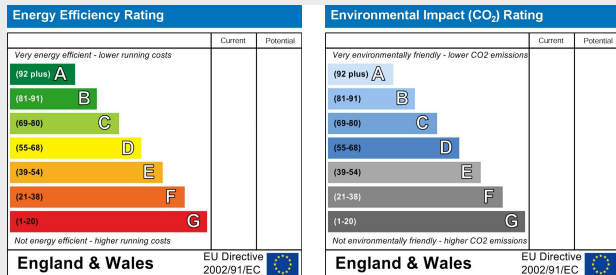 Energy Efficiency Rating
Current Potential
Very energy efficient - lower running costs
(92 plus) A
(81-91) B
(69-80) C
(55-68) D
(39-54) E
(21-38) F
(1-20) G
Not energy efficient - higher running costs
England & Wales
EU Directive
2002/91/EC
Environmental Impact (CO₂) Rating
Current Potential
Very environmentally friendly - lower CO2 emissions
(92 plus) A
(81-91) B
(69-80) C
(55-68) D
(39-54) E
(21-38) F
(1-20) G
Not environmentally friendly - higher CO2 emissions
England & Wales
EU Directive
2002/91/EC